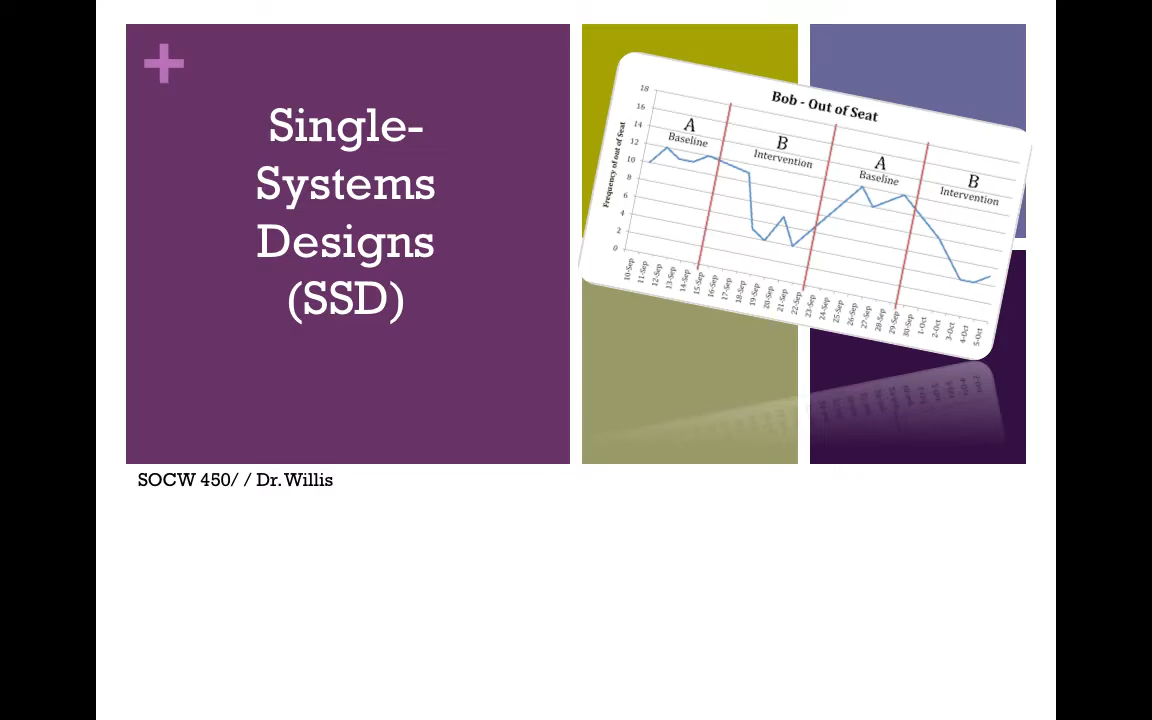 +
Single-
Systems
Designs
(SSD)
Bob - Out of Seat
Frequency of out of Seat
18
16
14
12
10
8
6
4
2
0
A
Baseline
B
Intervention
A
Baseline
B
Intervention
10-Sep
11-Sep
12-Sep
13-Sep
14-Sep
15-Sep
16-Sep
17-Sep
18-Sep
19-Sep
20-Sep
21-Sep
22-Sep
23-Sep
24-Sep
25-Sep
26-Sep
27-Sep
28-Sep
29-Sep
30-Sep
1-Oct
2-Oct
3-Oct
4-Oct
5-Oct
SOCW 450/ / Dr. Willis